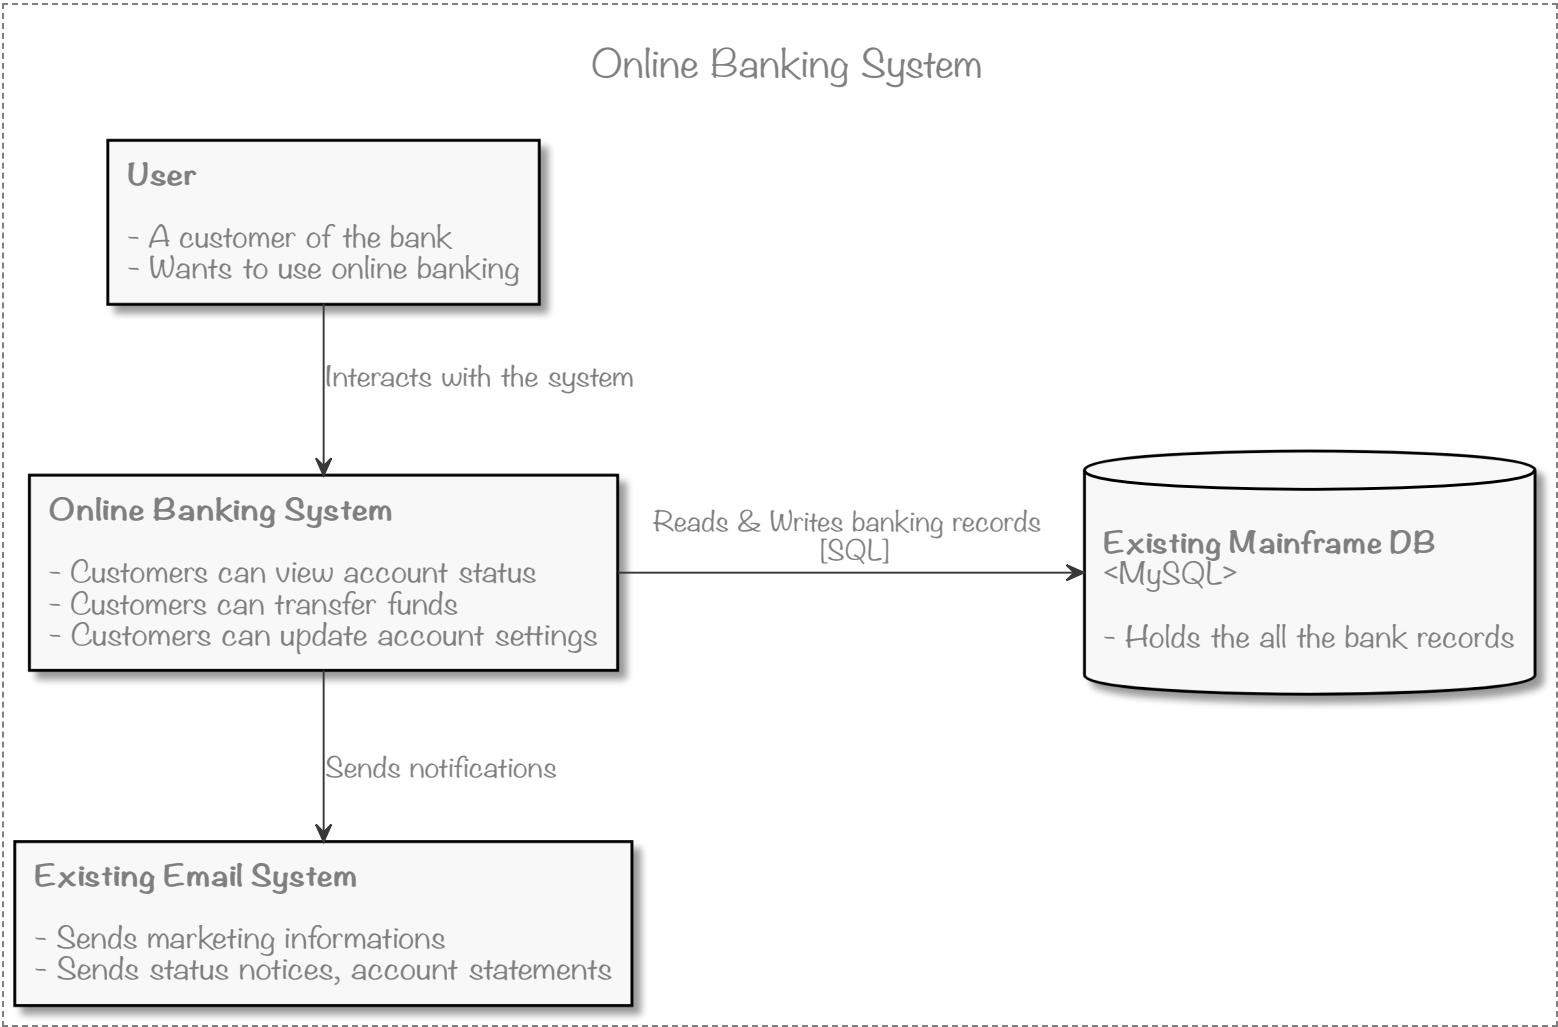 Online Banking System
User
- A customer of the bank
- Wants to use online banking
Interacts with the system
Online Banking System
- Customers can view account status
- Customers can transfer funds
- Customers can update account settings
Reads & Writes banking records
[SQL]
Existing Mainframe DB
<MySQL>
- Holds the all the bank records
Sends notifications
Existing Email System
- Sends marketing informations
- Sends status notices, account statements